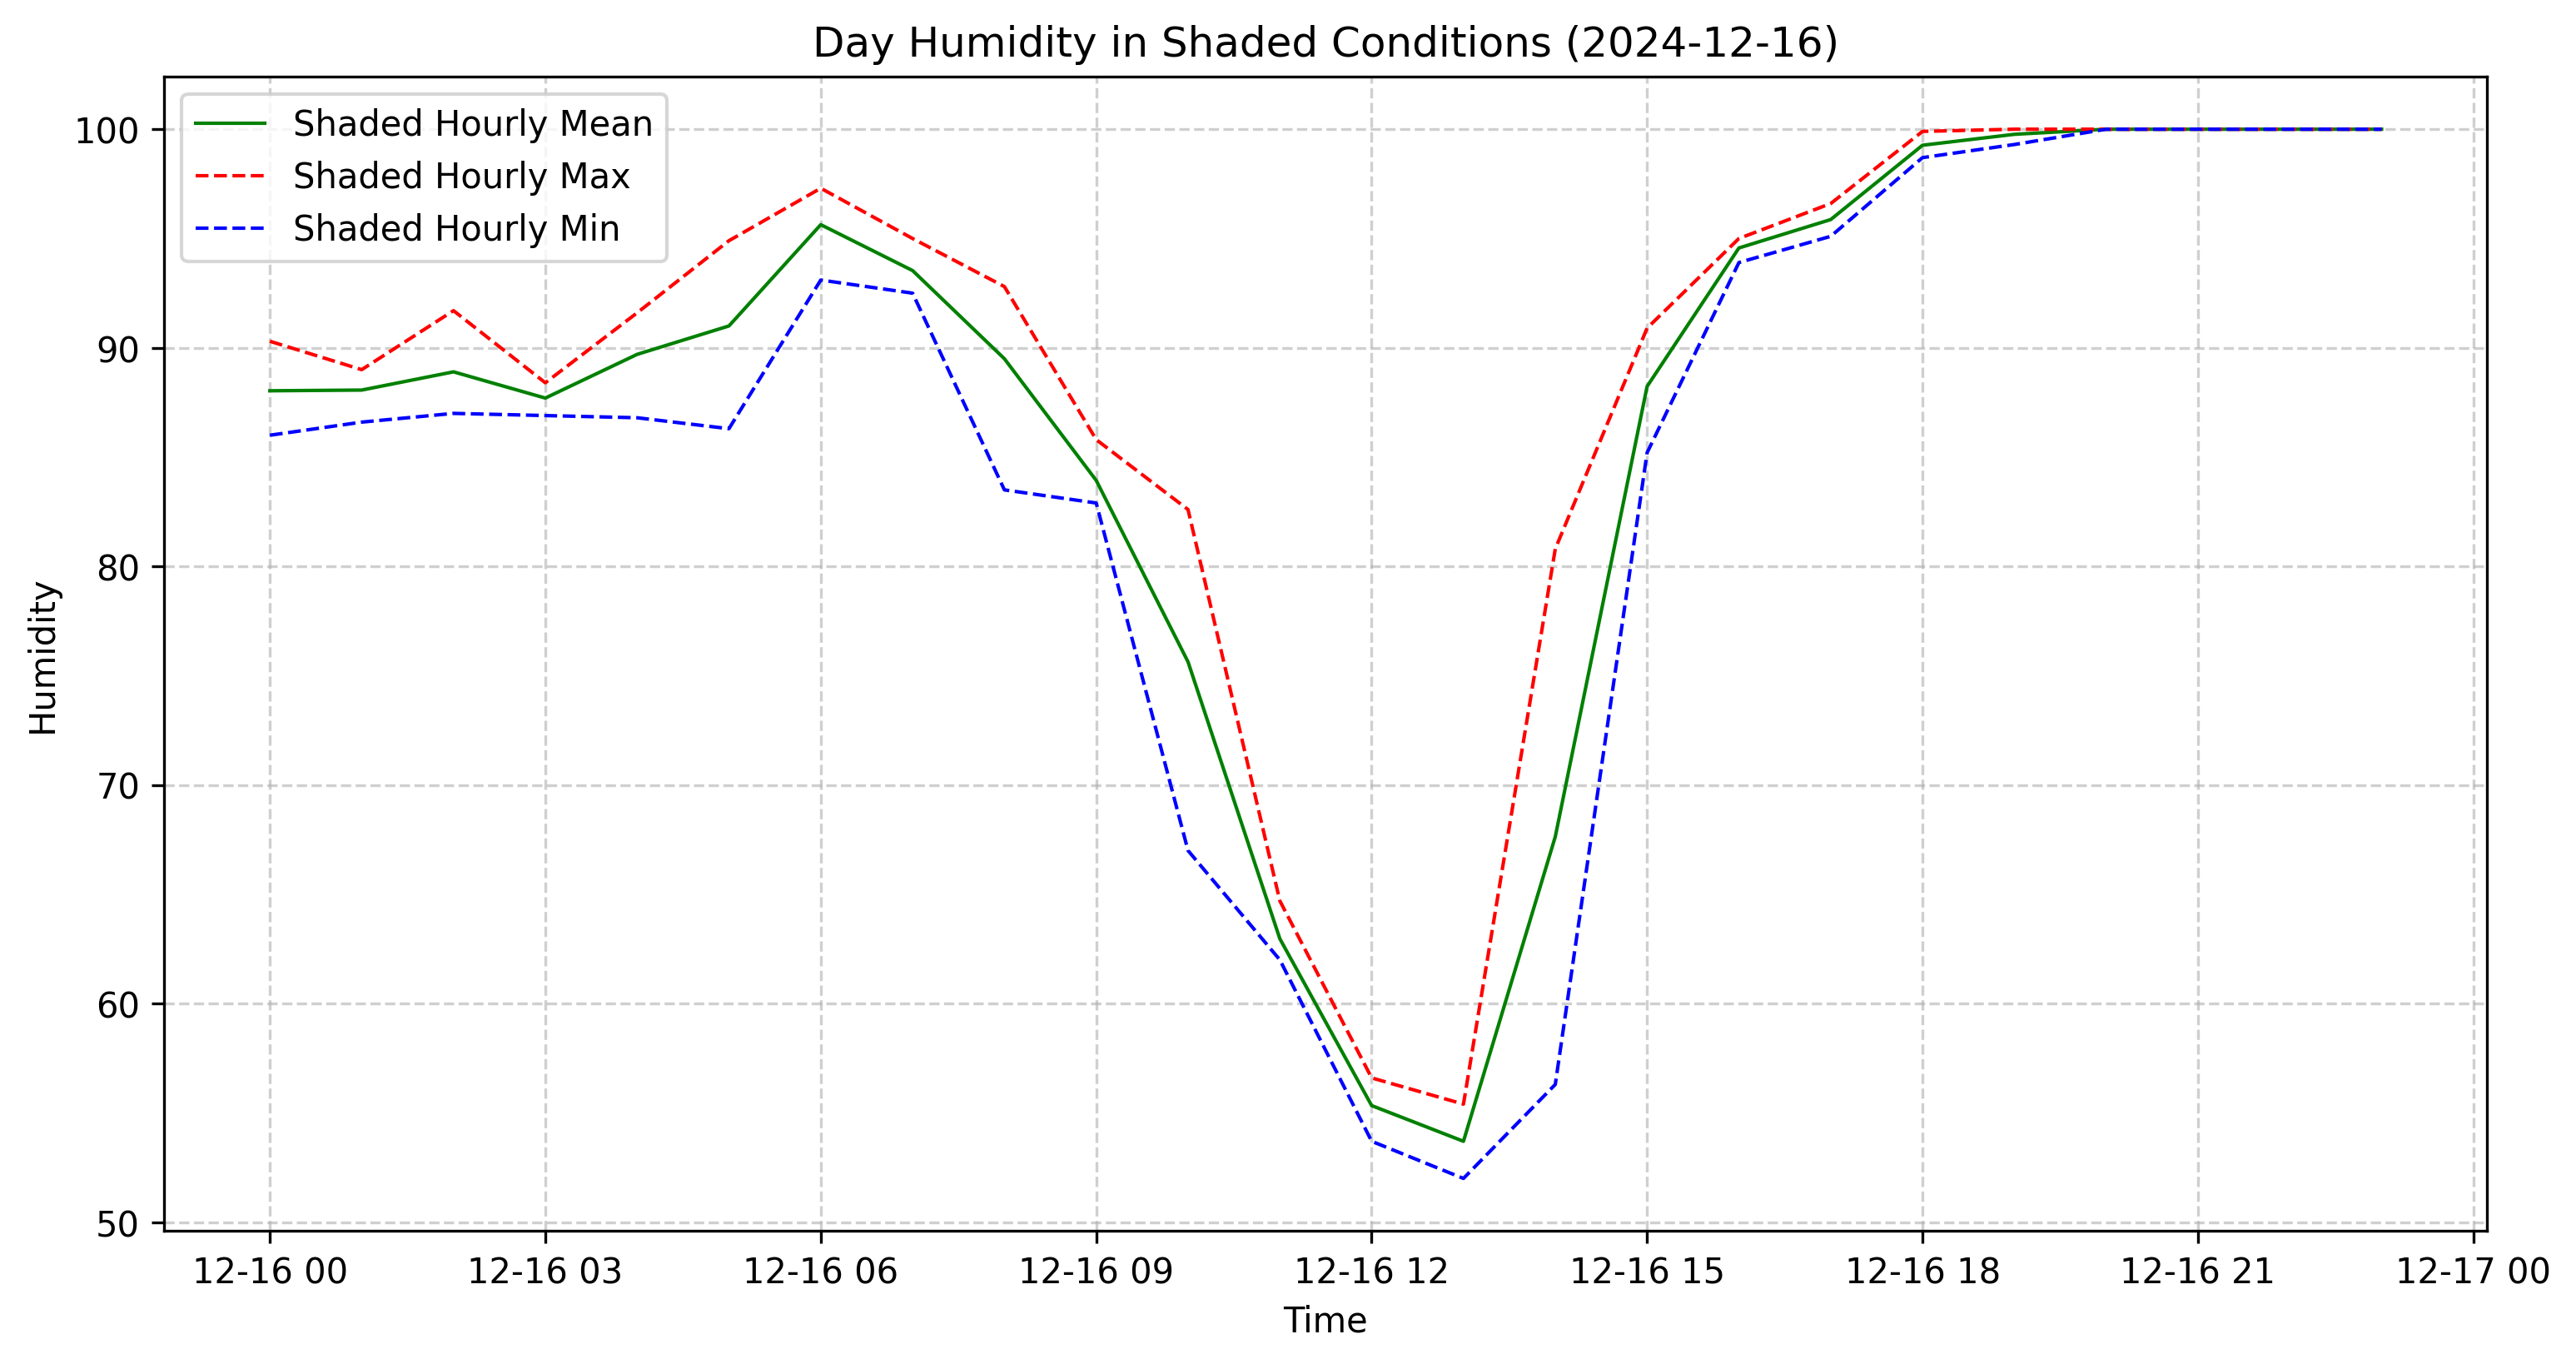 Day Humidity in Shaded Conditions (2024-12-16)
Shaded Hourly Mean
Shaded Hourly Max
Shaded Hourly Min
Humidity
100
90
80
70
60
50
12-16 00
12-16 03
12-16 06
12-16 09
12-16 12
12-16 15
12-16 18
12-16 21
12-17 00
Time